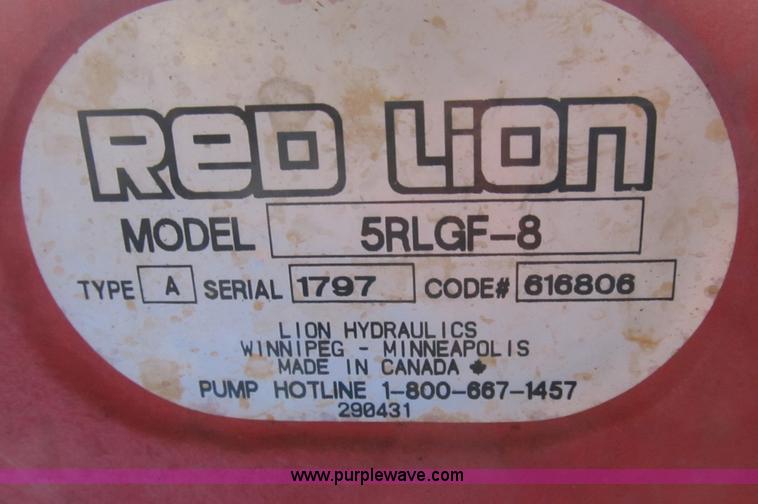 RED LION
MODEL 5RLGF-8
TYPE A SERIAL 1797 CODE# 616806
LION HYDRAULICS
WINNIPEG - MINNEAPOLIS
MADE IN CANADA
PUMP HOTLINE 1-800-667-1457
290431
www.purplewave.com